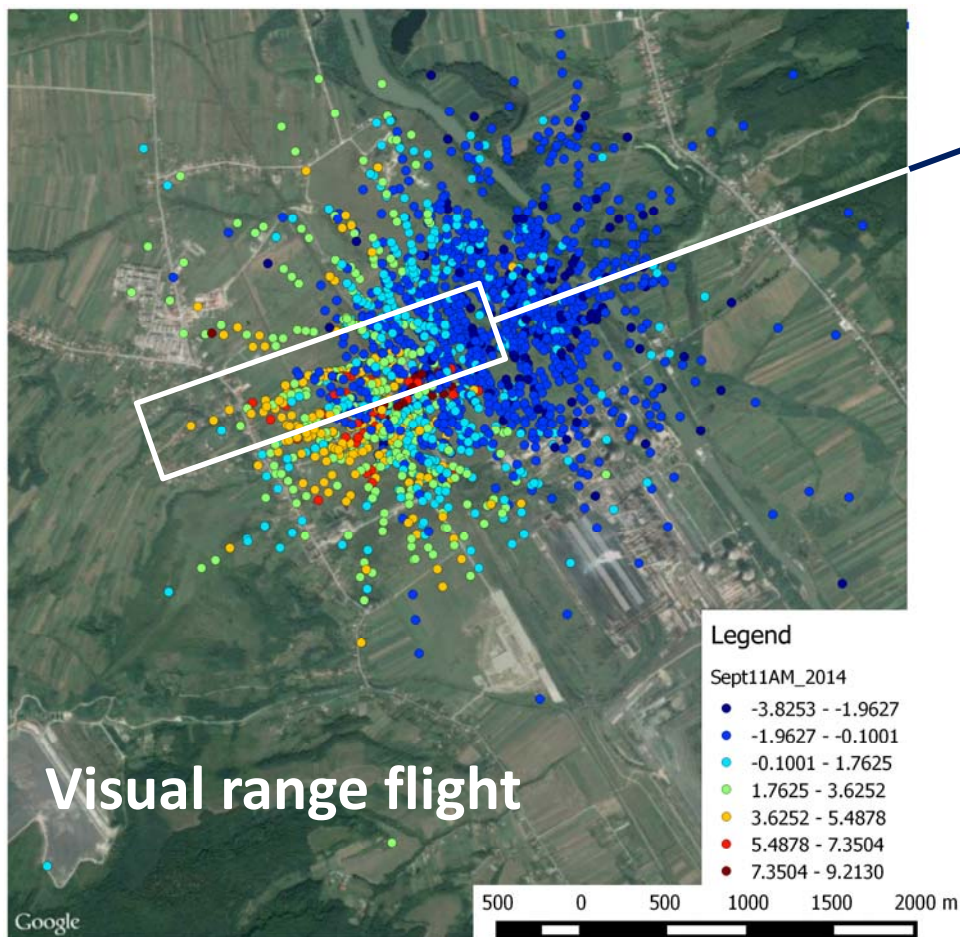 Visual range flight
Legend
Sept11AM_2014
-3.8253 - -1.9627
-1.9627 - -0.1001
-0.1001 - 1.7625
1.7625 - 3.6252
3.6252 - 5.4878
5.4878 - 7.3504
7.3504 - 9.2130
500 0 500 1000 1500 2000 m
Google